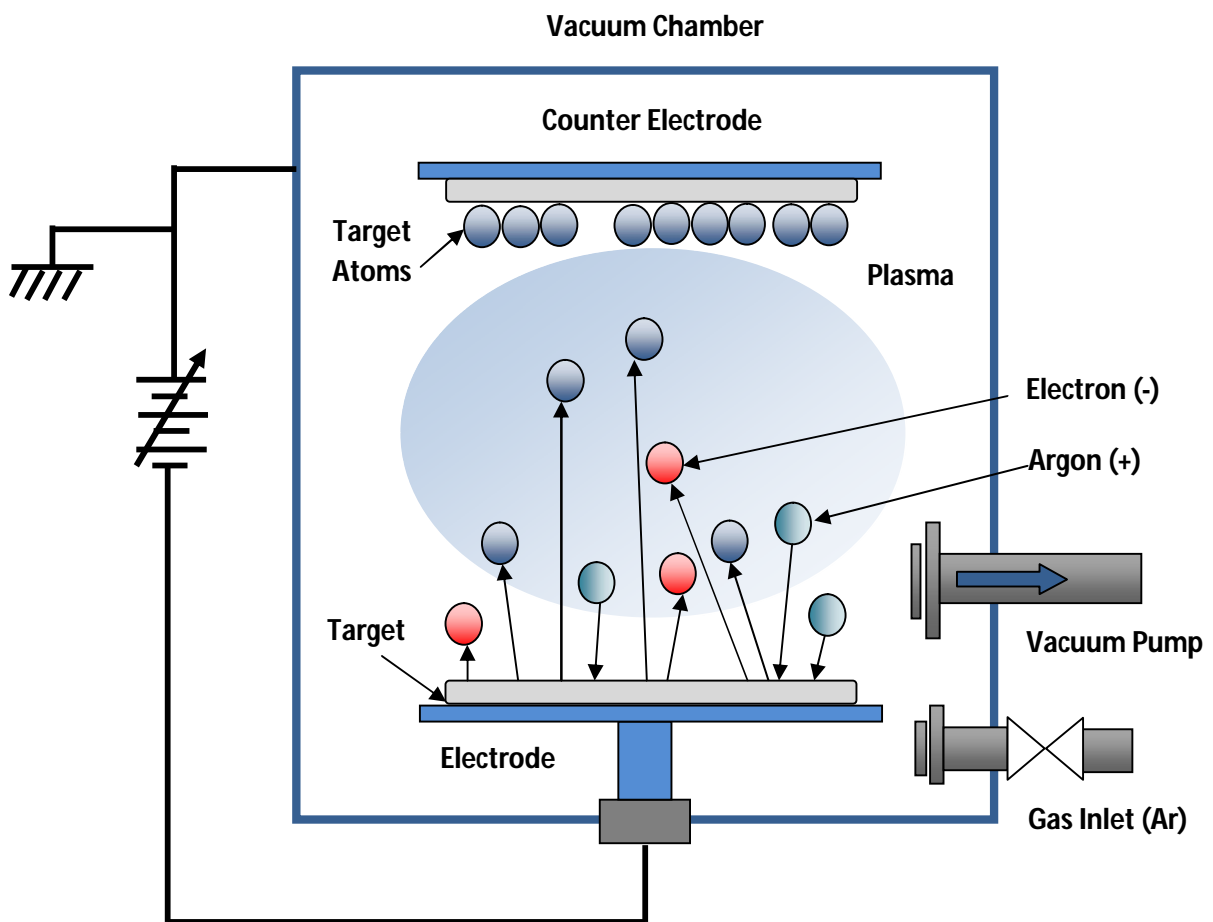 Vacuum Chamber
Counter Electrode
Target
Atoms
Plasma
Electron (-)
Argon (+)
Target
Vacuum Pump
Electrode
Gas Inlet (Ar)